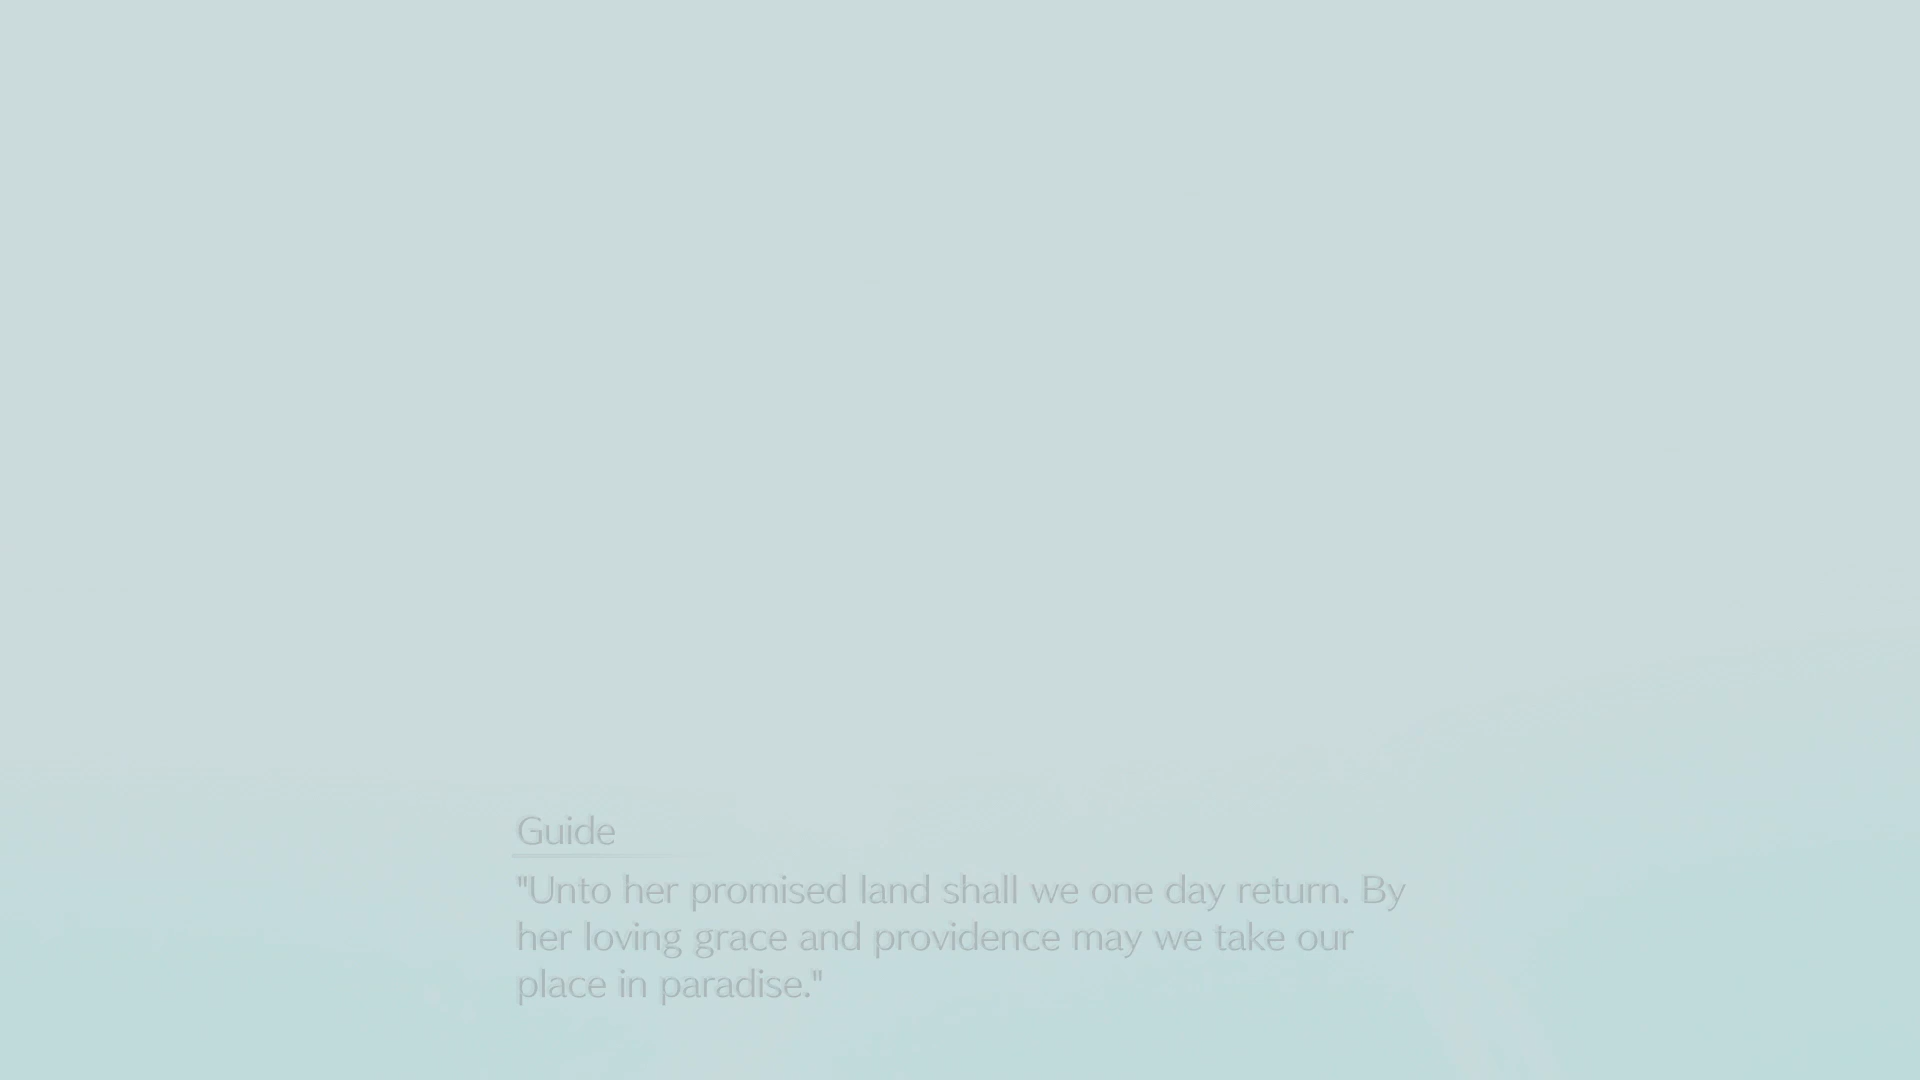 Guide
"Unto her promised land shall we one day return. By
her loving grace and providence may we take our
place in paradise."